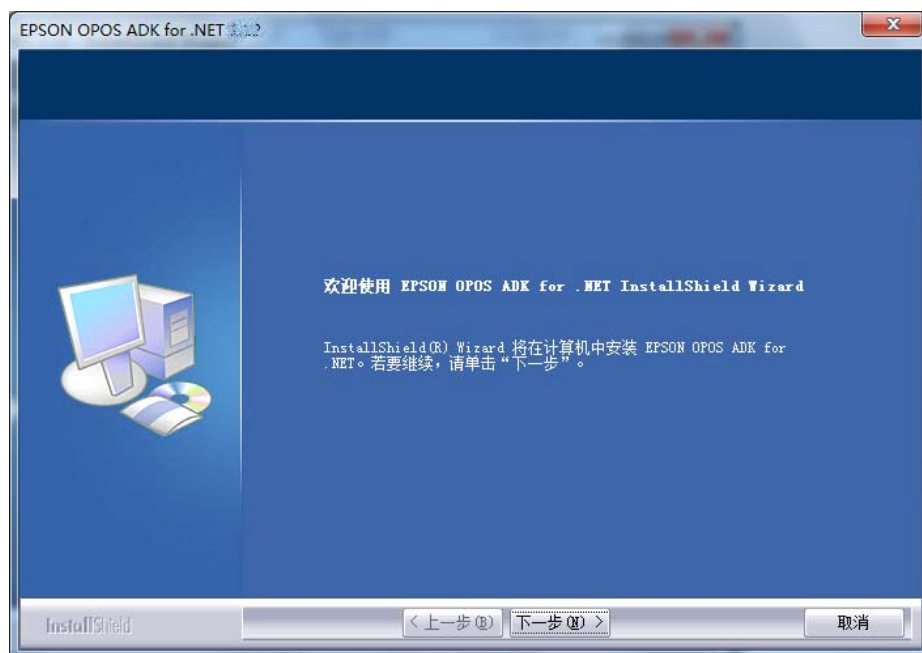 EPSON OPOS ADK for .NET
欢迎使用 EPSON OPOS ADK for .NET InstallShield Wizard
InstallShield(R) Wizard 将在计算机中安装 EPSON OPOS ADK for
.NET。若要继续，请单击“下一步”。
InstallShield
< 上一步(B)
下一步(N) >
取消